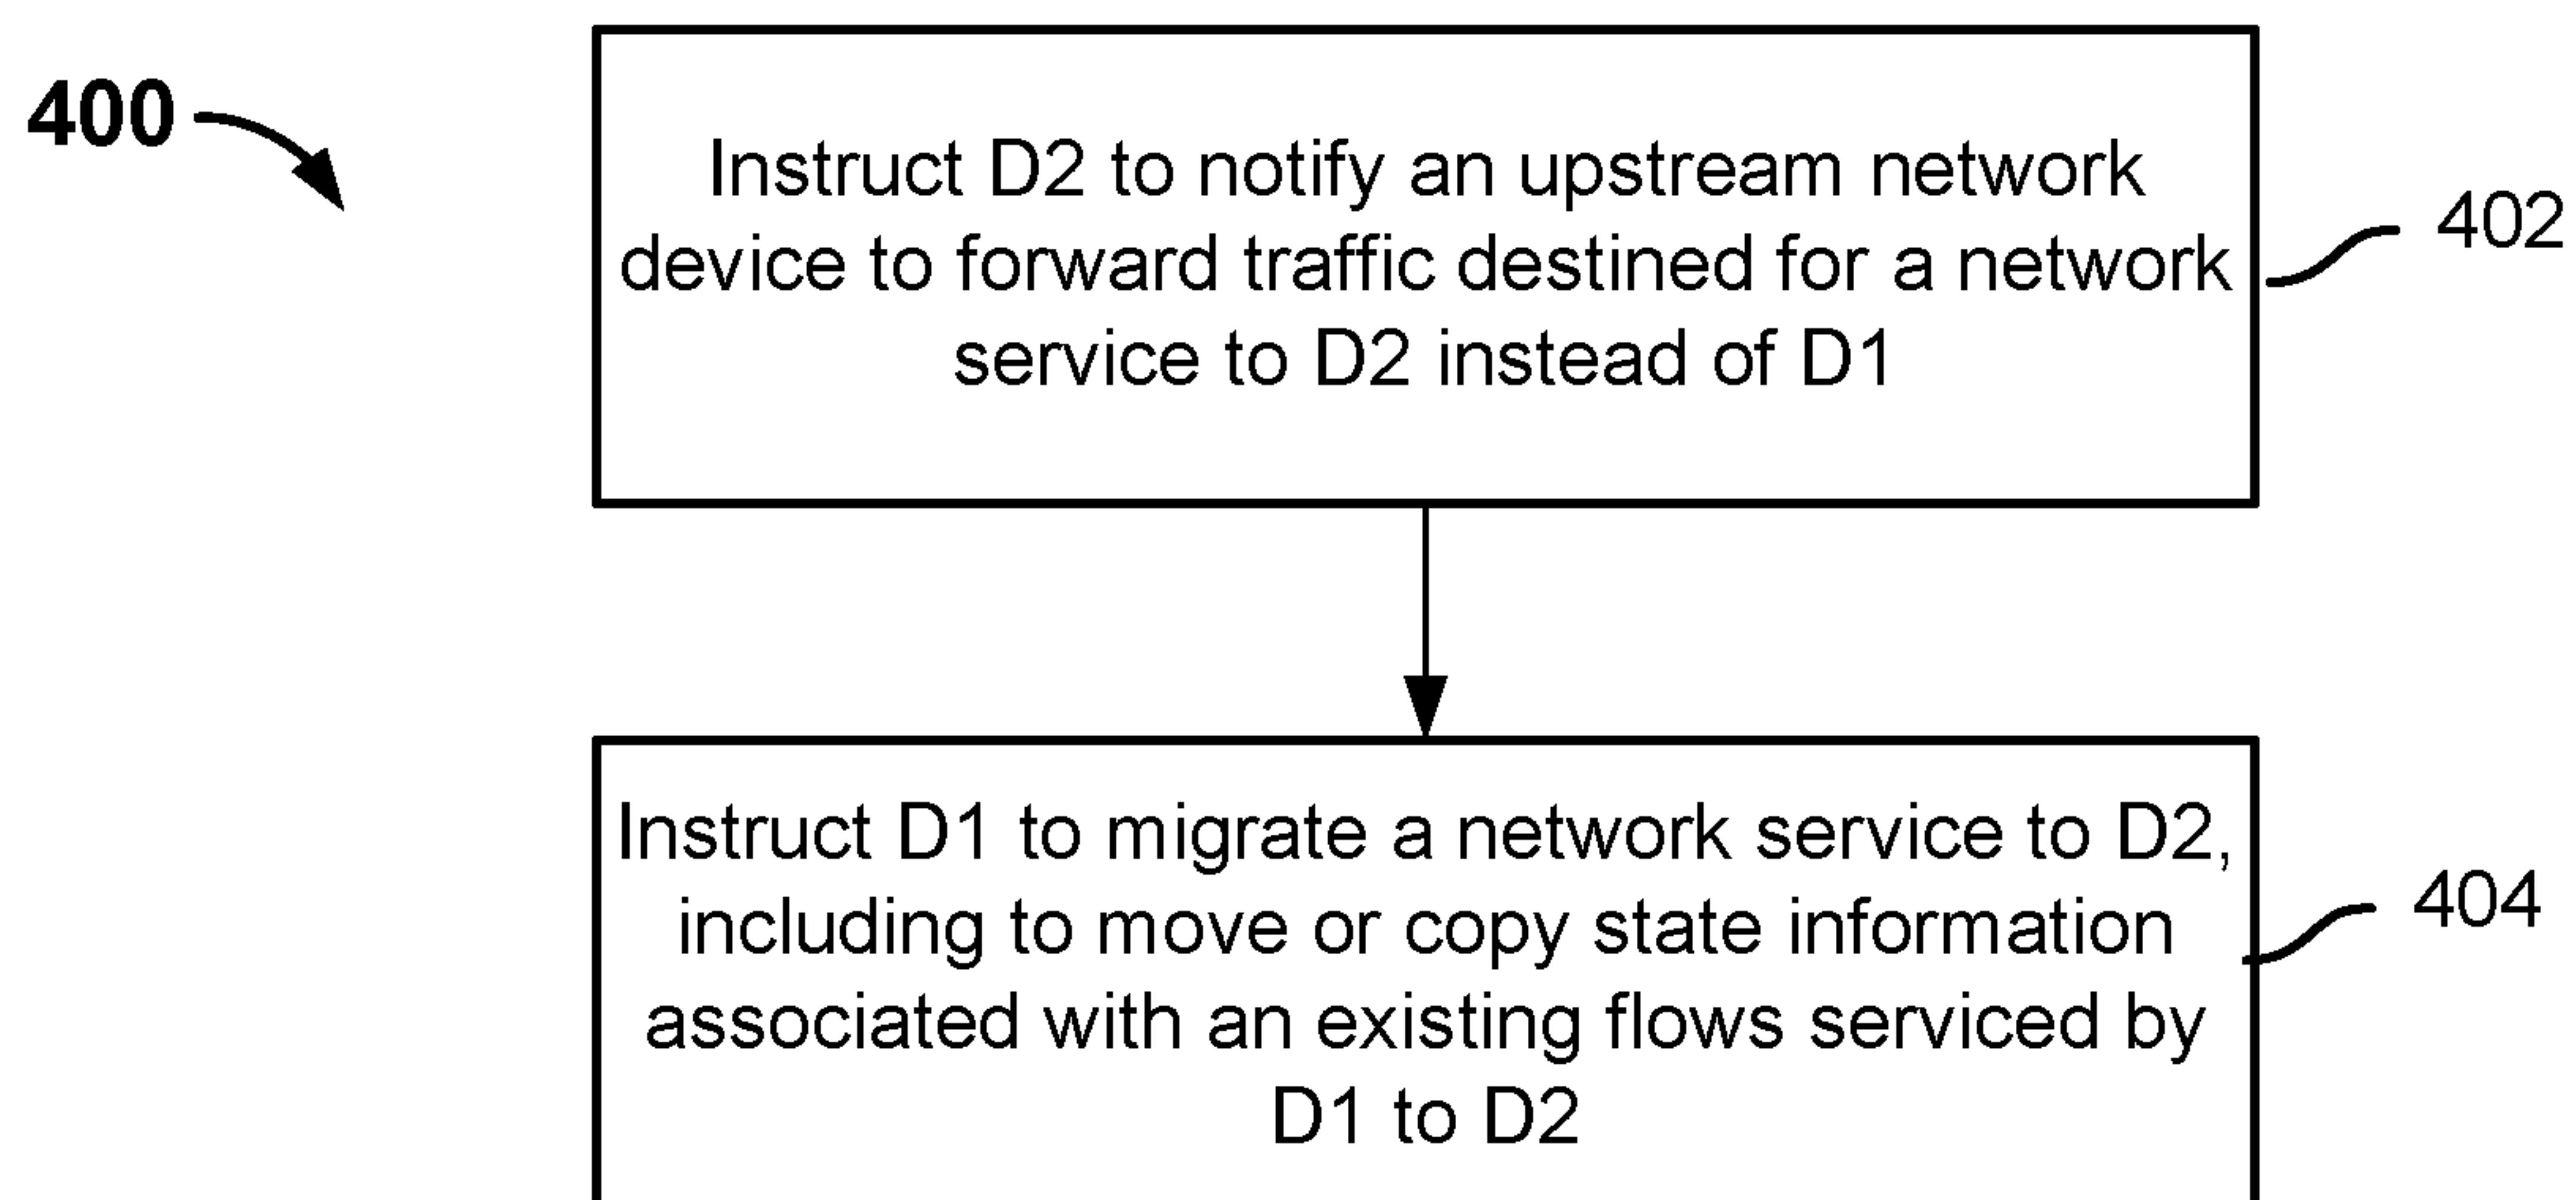 400
Instruct D2 to notify an upstream network
device to forward traffic destined for a network
service to D2 instead of D1
402
Instruct D1 to migrate a network service to D2,
including to move or copy state information
associated with an existing flows serviced by
D1 to D2
404